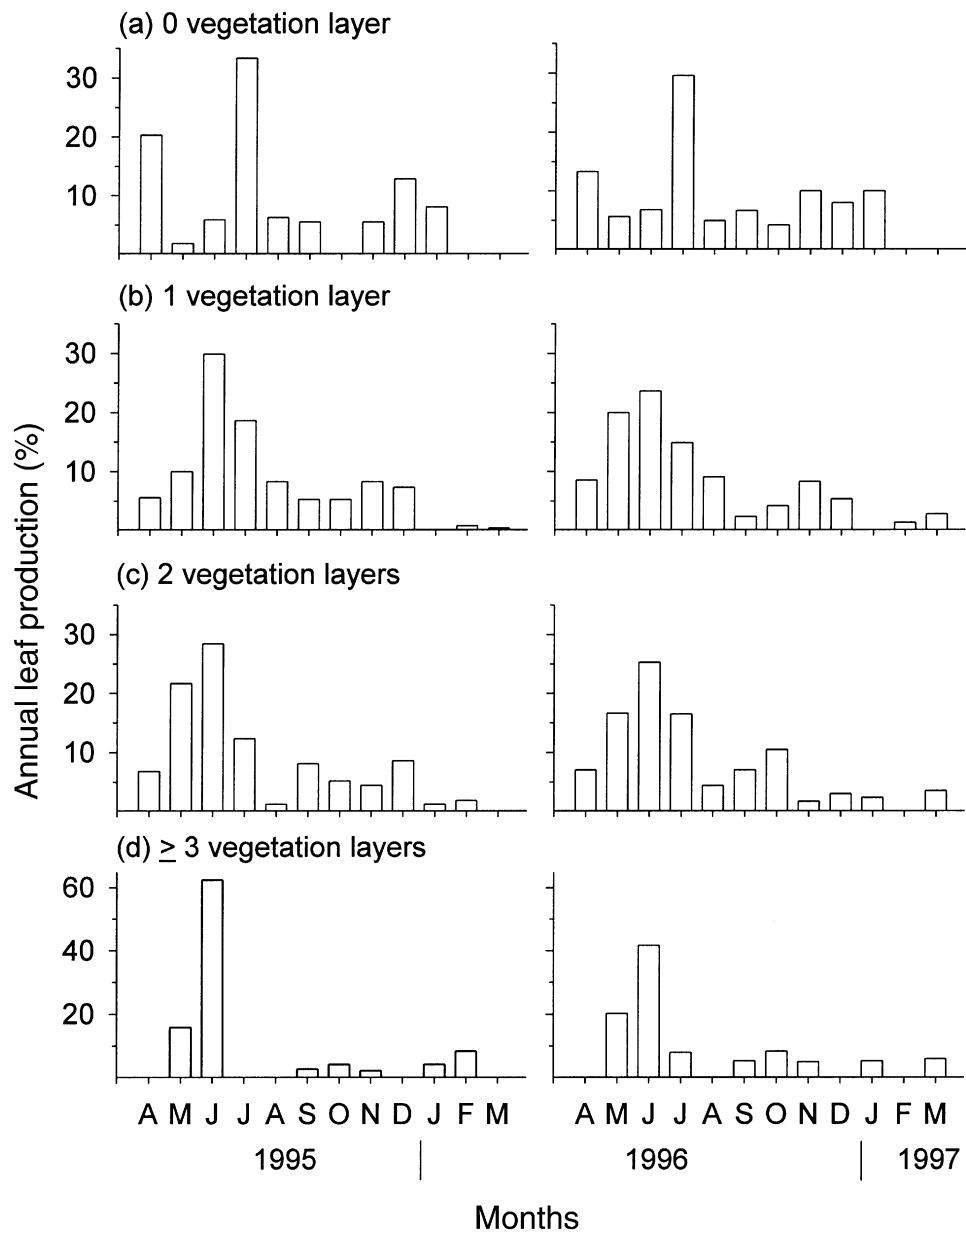 (a) 0 vegetation layer
30
20
10
(b) 1 vegetation layer
30
20
10
(c) 2 vegetation layers
30
20
10
(d) ≥ 3 vegetation layers
60
40
20
Annual leaf production (%)
A M J J A S O N D J F M A M J J A S O N D J F M
1995 1996 1997
Months